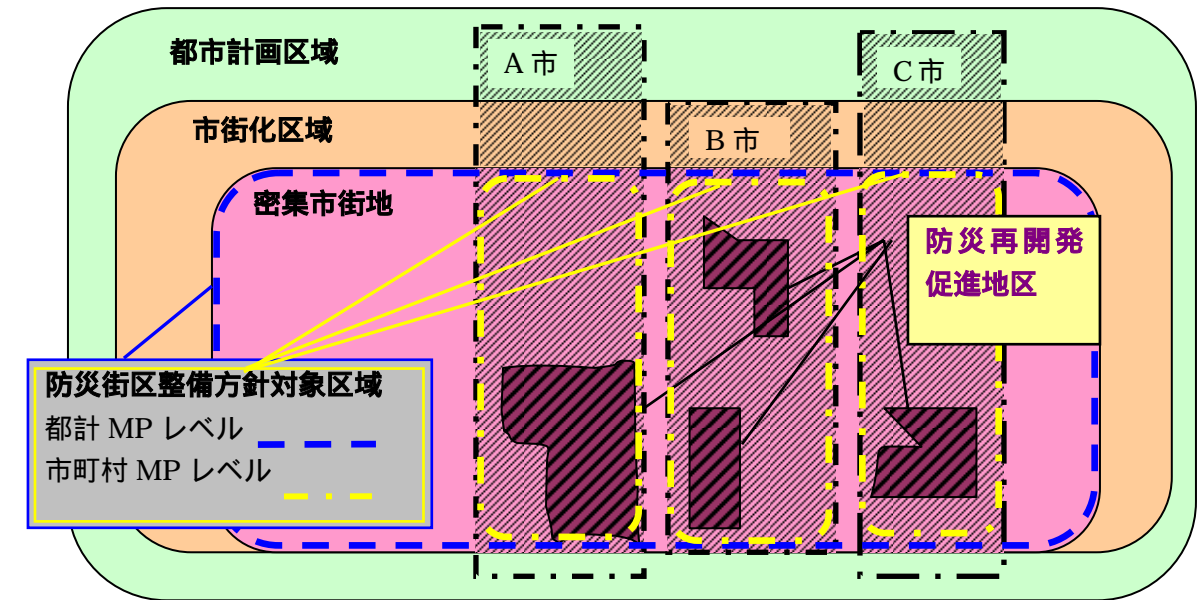 都市計画区域
A 市
C 市
市街化区域
B 市
密集市街地
防災再開発
促進地区
防災街区整備方針対象区域
都計 MP レベル
市町村 MP レベル